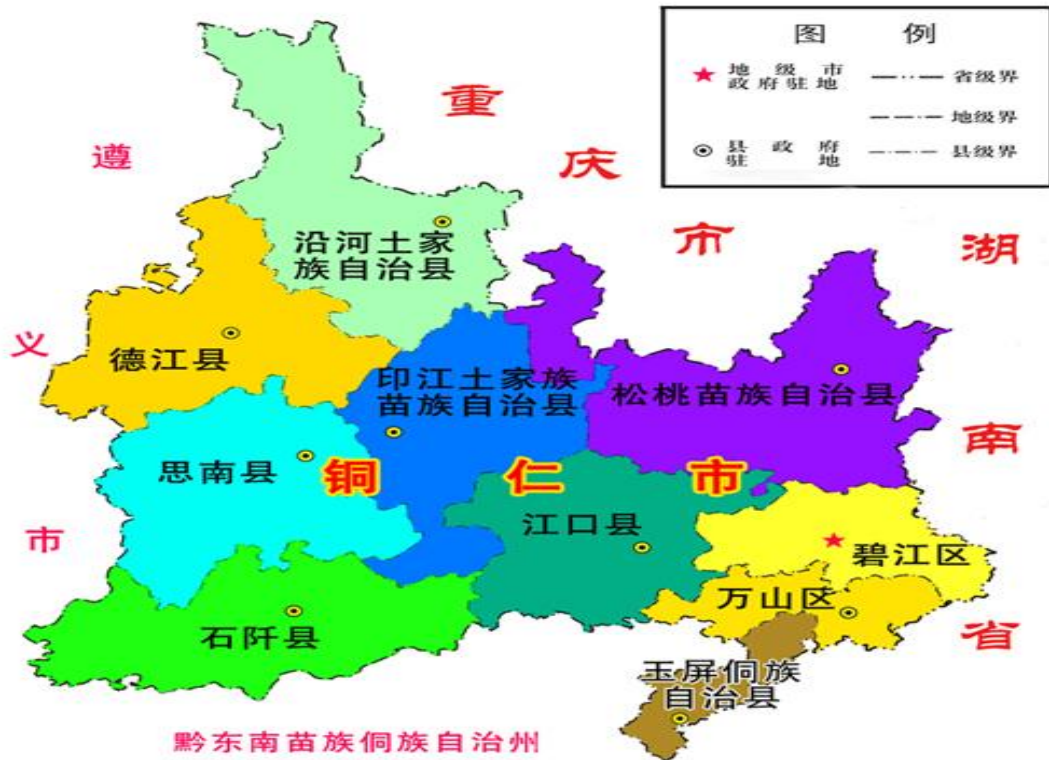 图 例
地级市
政府驻地
省级界
地级界
县政府
驻地
县级界
重
庆
市
湖
南
省
遵
义
市
沿河土家
族自治县
德江县
印江土家族
苗族自治县
松桃苗族自治县
思南县
铜仁市
江口县
碧江区
万山区
石阡县
玉屏侗族
自治县
黔东南苗族侗族自治州